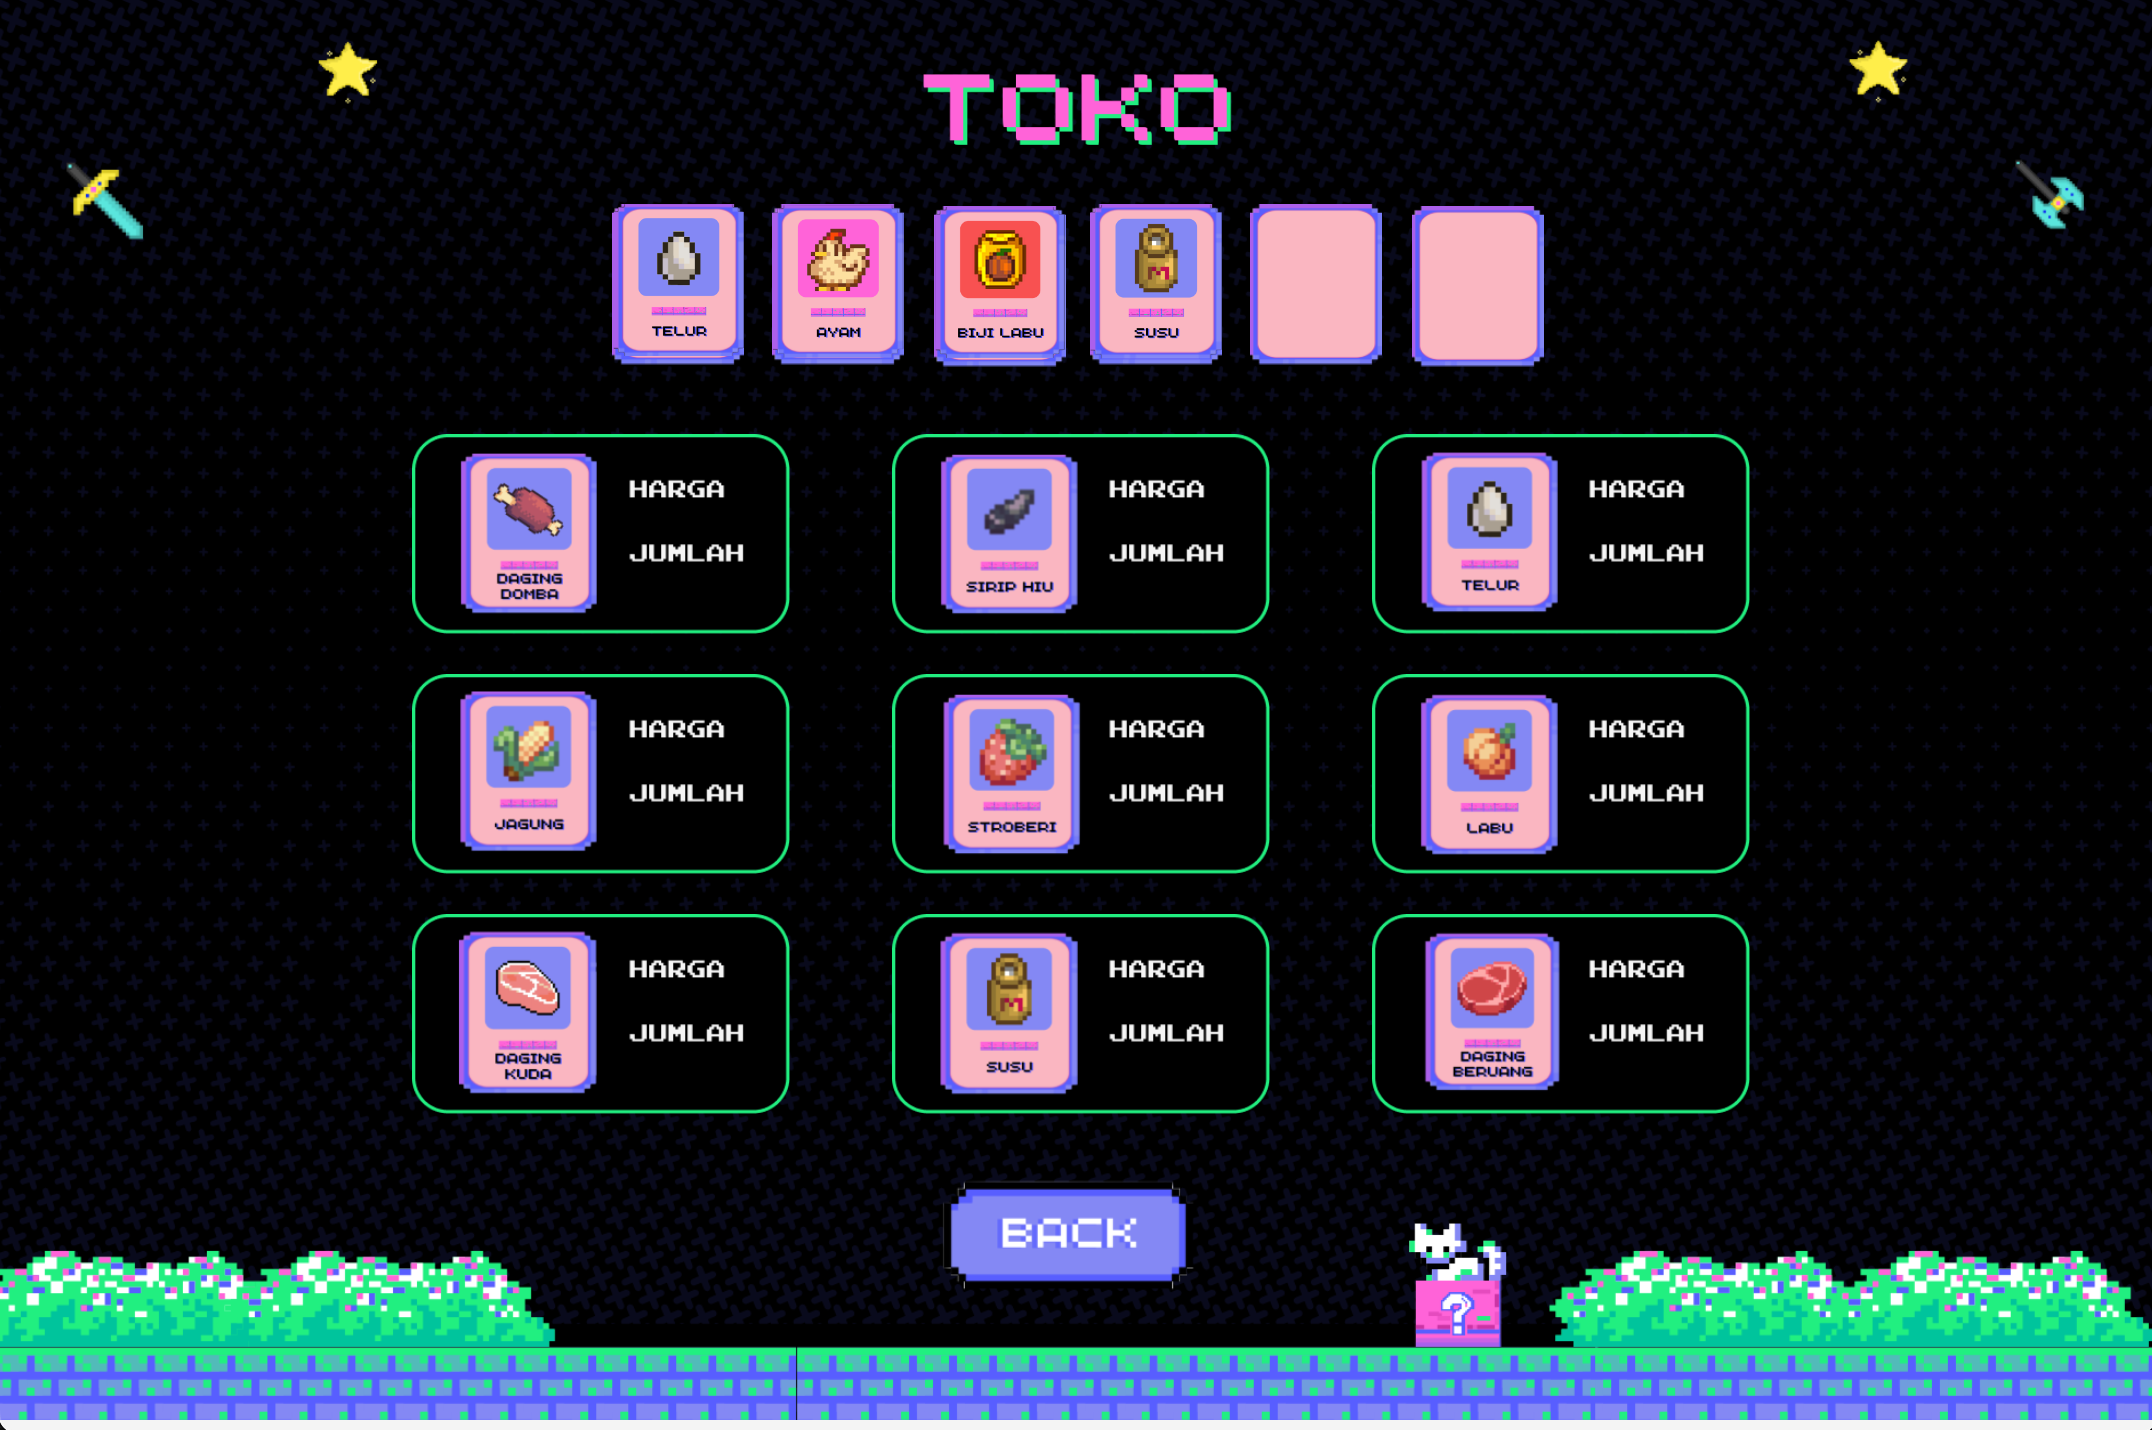 TOKO
TELUR
AYAM
BIJI LABU
SUSU
DAGING
DOMBA
HARGA
JUMLAH
SIRIP HIU
HARGA
JUMLAH
TELUR
HARGA
JUMLAH
JAGUNG
HARGA
JUMLAH
STROBERI
HARGA
JUMLAH
LABU
HARGA
JUMLAH
DAGING
KUDA
HARGA
JUMLAH
SUSU
HARGA
JUMLAH
DAGING
BERUANG
HARGA
JUMLAH
BACK
?